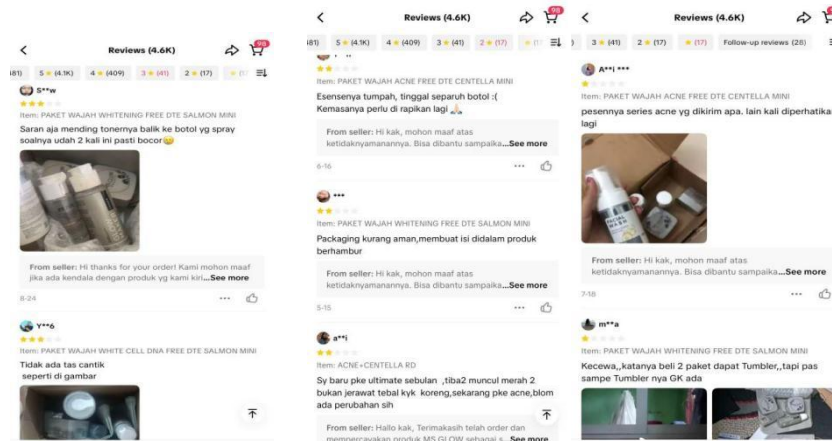 Reviews (4.6K)
98
81) 5 ★ (4.1K) 4 ★ (409) 3 ★ (41) 2 ★ (17)
S**w
Item: PAKET WAJAH WHITENING FREE DTE SALMON MINI
Saran aja mending tonernya balik ke botol yg spray
soalnya udah 2 kali ini pasti bocor
From seller: Hi thanks for your order! Kami mohon maaf
jika ada kendala dengan produk yg kami kiri...See more
8-24
Y**6
Item: PAKET WAJAH WHITE CELL DNA FREE DTE SALMON MINI
Tidak ada tas cantik
seperti di gambar
Reviews (4.6K)
98
81) 5 ★ (4.1K) 4 ★ (409) 3 ★ (41) 2 ★ (17)
Item: PAKET WAJAH ACNE FREE DTE CENTELLA MINI
Esensenya tumpah, tinggal separuh botol :(
Kemasanya perlu di rapikan lagi
From seller: Hi kak, mohon maaf atas
ketidaknyamanannya. Bisa dibantu sampaika...See more
6-16
***
Item: PAKET WAJAH WHITENING FREE DTE SALMON MINI
Packaging kurang aman,membuat isi didalam produk
berhambur
From seller: Hi kak, mohon maaf atas
ketidaknyamanannya. Bisa dibantu sampaika...See more
5-15
a**i
Item: ACNE+CENTELLA RD
Sy baru pke ultimate sebulan ,tiba2 muncul merah 2
bukan jerawat tebal kyk koreng,sekarang pke acne,blom
ada perubahan sih
From seller: Hallo kak, Terimakasih telah order dan
mempercayakan produk MS GLOW sebagai s...See more
Reviews (4.6K)
98
3 ★ (41) 2 ★ (17) ★ (17) Follow-up reviews (28)
A**i ***
Item: PAKET WAJAH ACNE FREE DTE CENTELLA MINI
pesennya series acne yg dikirim apa. lain kali diperhatika
lagi
FACIAL
WASH
From seller: Hi kak, mohon maaf atas
ketidaknyamanannya. Bisa dibantu sampaika...See more
7-18
m**a
Item: PAKET WAJAH WHITENING FREE DTE SALMON MINI
Kecewa,,katanya beli 2 paket dapat Tumbler,,tapi pas
sampe Tumbler nya GK ada